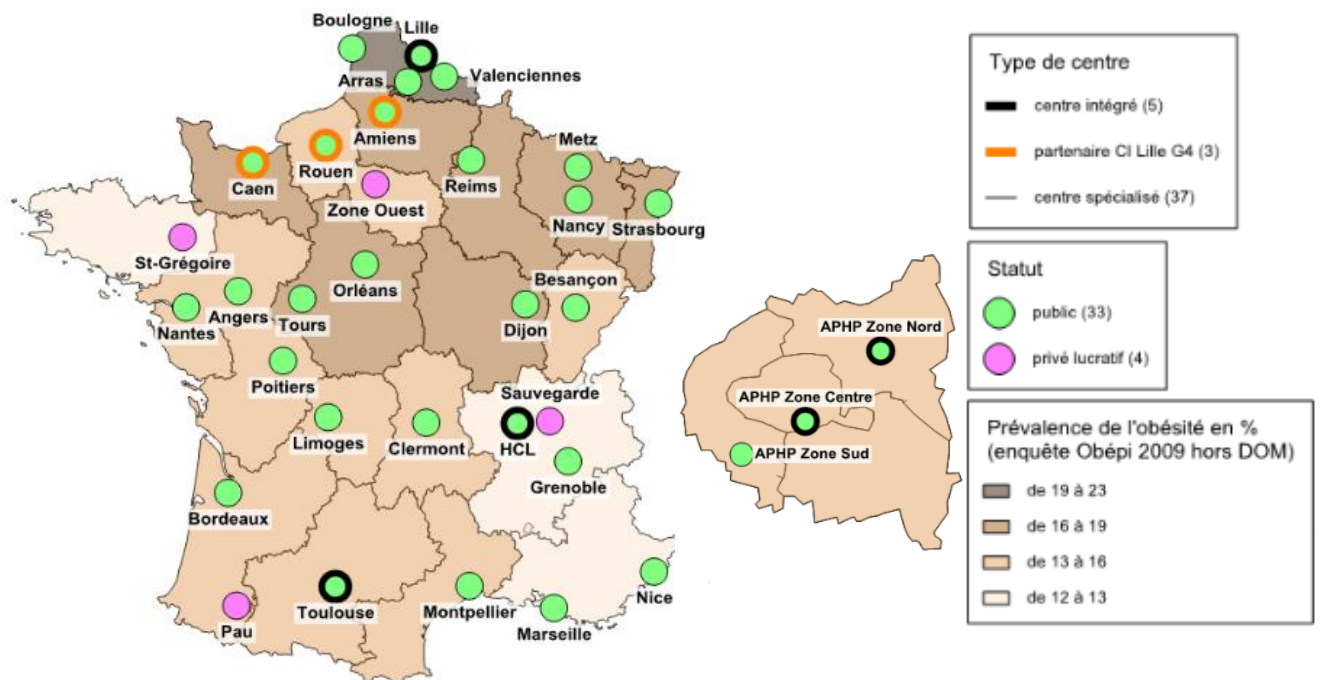 Boulogne
Lille
Arras
Valenciennes
Amiens
Rouen
Caen
Reims
Metz
Zone Ouest
Nancy
Strasbourg
St-Grégoire
Orléans
Besançon
Angers
Nantes
Tours
Dijon
Poitiers
Sauvegarde
Limoges
Clermont
HCL
Grenoble
Bordeaux
Nice
Toulouse
Montpellier
Marseille
Pau
APHP Zone Nord
APHP Zone Centre
APHP Zone Sud
Type de centre
centre intégré (5)
partenaire CI Lille G4 (3)
centre spécialisé (37)
Statut
public (33)
privé lucratif (4)
Prévalence de l'obésité en %
(enquête Obépi 2009 hors DOM)
de 19 à 23
de 16 à 19
de 13 à 16
de 12 à 13